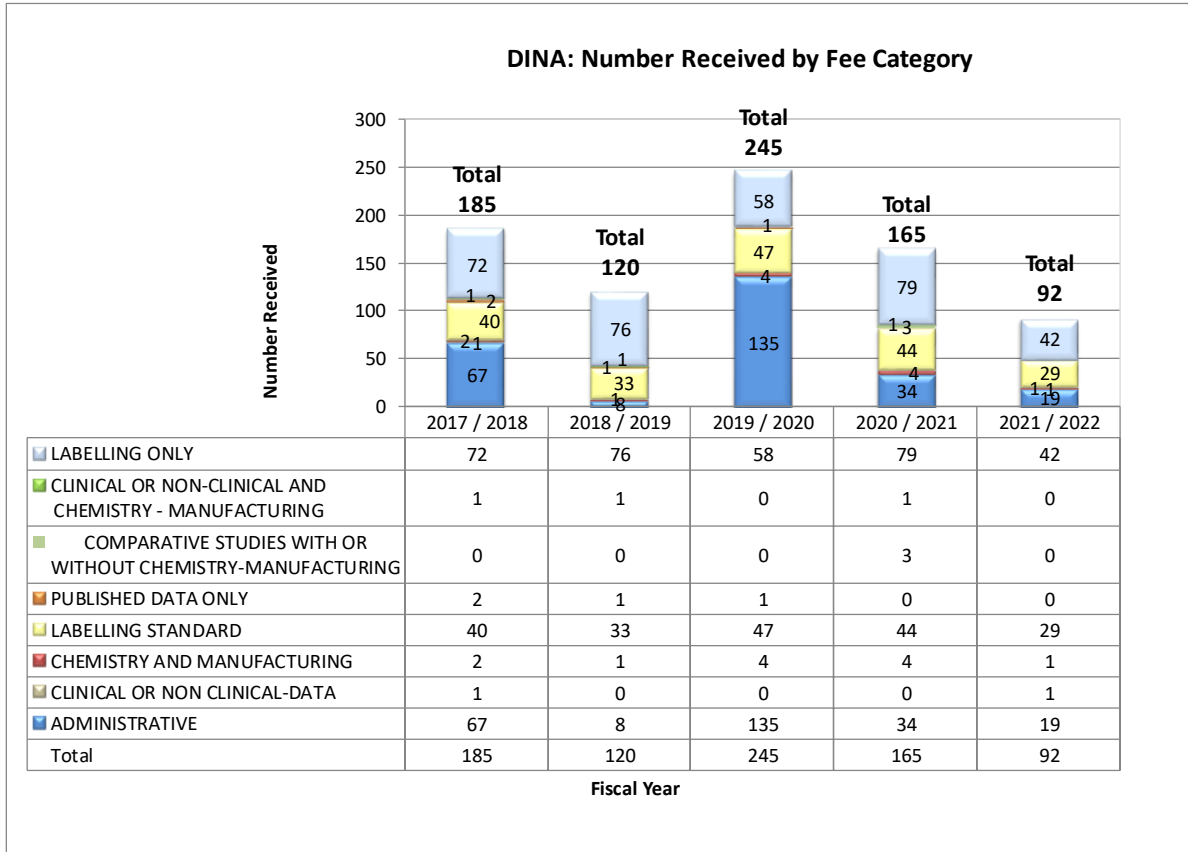 DINA: Number Received by Fee Category
Number Received
300
250
200
150
100
50
0
Total
185
72
1
2
40
2
1
67
Total
120
76
1
1
33
1
8
Total
245
58
1
47
4
135
Total
165
79
1
3
44
4
34
Total
92
42
29
1
1
19
2017 / 2018 2018 / 2019 2019 / 2020 2020 / 2021 2021 / 2022
LABELLING ONLY 72 76 58 79 42
CLINICAL OR NON-CLINICAL AND
CHEMISTRY - MANUFACTURING 1 1 0 1 0
COMPARATIVE STUDIES WITH OR
WITHOUT CHEMISTRY-MANUFACTURING 0 0 0 3 0
PUBLISHED DATA ONLY 2 1 1 0 0
LABELLING STANDARD 40 33 47 44 29
CHEMISTRY AND MANUFACTURING 2 1 4 4 1
CLINICAL OR NON CLINICAL-DATA 1 0 0 0 1
ADMINISTRATIVE 67 8 135 34 19
Total 185 120 245 165 92
Fiscal Year